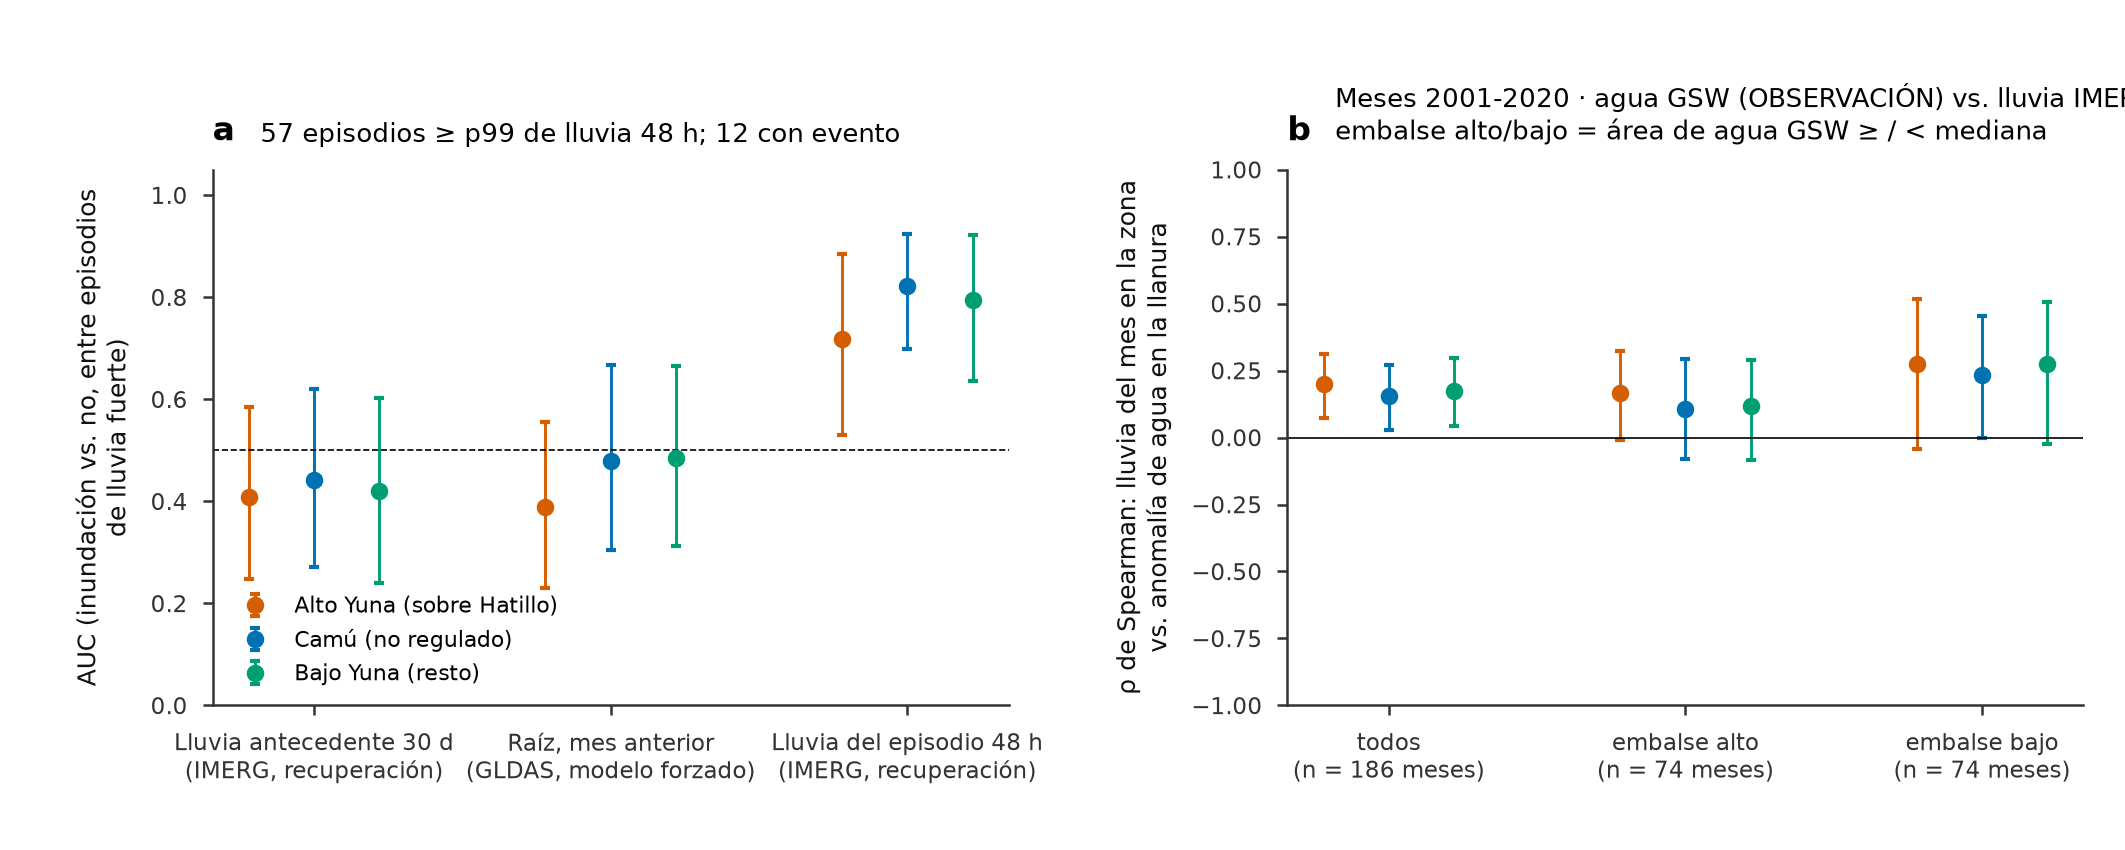 a 57 episodios ≥ p99 de lluvia 48 h; 12 con evento
AUC (inundación vs. no, entre episodios
de lluvia fuerte)
1.0
0.8
0.6
0.4
0.2
0.0
Alto Yuna (sobre Hatillo)
Camú (no regulado)
Bajo Yuna (resto)
Lluvia antecedente 30 d
(IMERG, recuperación)
Raíz, mes anterior
(GLDAS, modelo forzado)
Lluvia del episodio 48 h
(IMERG, recuperación)
Meses 2001-2020 · agua GSW (OBSERVACIÓN) vs. lluvia
b embalse alto/bajo = área de agua GSW ≥ / < mediana
ρ de Spearman: lluvia del mes en la zona
vs. anomalía de agua en la llanura
1.00
0.75
0.50
0.25
0.00
−0.25
−0.50
−0.75
−1.00
todos
(n = 186 meses)
embalse alto
(n = 74 meses)
embalse bajo
(n = 74 meses)